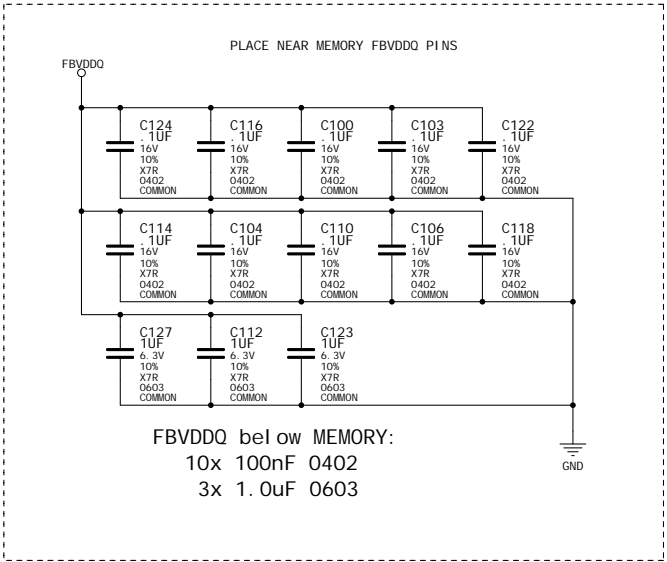 PLACE NEAR MEMORY FBVDDQ PINS
FBVDDQ
C124
.1UF
16V
10%
X7R
0402
COMMON
C116
.1UF
16V
10%
X7R
0402
COMMON
C100
.1UF
16V
10%
X7R
0402
COMMON
C103
.1UF
16V
10%
X7R
0402
COMMON
C122
.1UF
16V
10%
X7R
0402
COMMON
C114
.1UF
16V
10%
X7R
0402
COMMON
C104
.1UF
16V
10%
X7R
0402
COMMON
C110
.1UF
16V
10%
X7R
0402
COMMON
C106
.1UF
16V
10%
X7R
0402
COMMON
C118
.1UF
16V
10%
X7R
0402
COMMON
C127
1UF
6.3V
10%
X7R
0603
COMMON
C112
1UF
6.3V
10%
X7R
0603
COMMON
C123
1UF
6.3V
10%
X7R
0603
COMMON
FBVDDQ below MEMORY:
10x 100nF 0402
3x 1.0uF 0603
GND